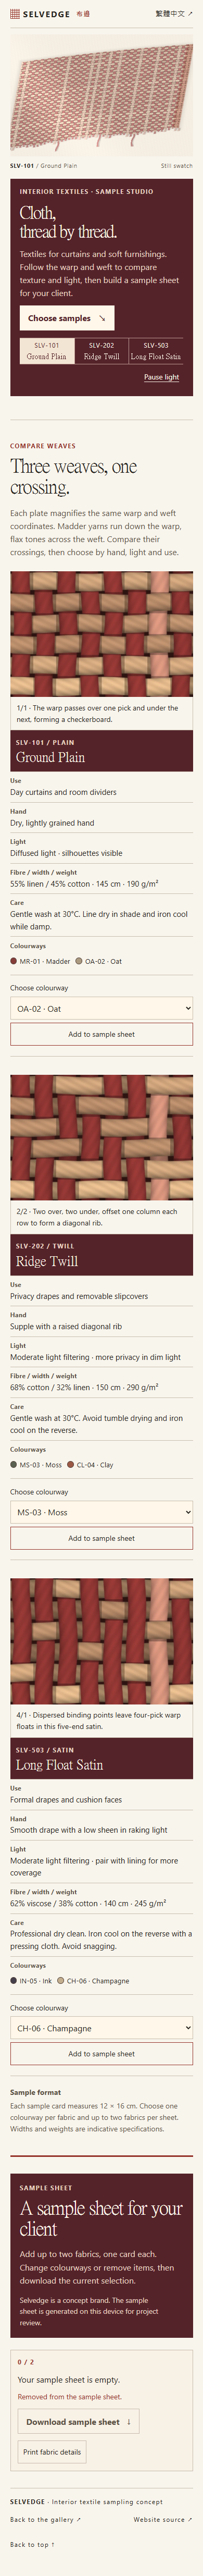 SELVEDGE 布邊
繁體中文 ↗
SLV-101 / Ground Plain
Still swatch
INTERIOR TEXTILES · SAMPLE STUDIO
Cloth,
thread by thread.
Textiles for curtains and soft furnishings.
Follow the warp and weft to compare
texture and light, then build a sample sheet
for your client.
Choose samples ↘
SLV-101
Ground Plain
SLV-202
Ridge Twill
SLV-503
Long Float Satin
Pause light
COMPARE WEAVES
Three weaves, one
crossing.
Each plate magnifies the same warp and weft
coordinates. Madder yarns run down the warp,
flax tones across the weft. Compare their
crossings, then choose by hand, light and use.
1/1 · The warp passes over one pick and under the
next, forming a checkerboard.
SLV-101 / PLAIN
Ground Plain
Use
Day curtains and room dividers
Hand
Dry, lightly grained hand
Light
Diffused light · silhouettes visible
Fibre / width / weight
55% linen / 45% cotton · 145 cm · 190 g/m²
Care
Gentle wash at 30°C. Line dry in shade and iron cool
while damp.
Colourways
MR-01 · Madder OA-02 · Oat
Choose colourway
OA-02 · Oat
Add to sample sheet
2/2 · Two over, two under, offset one column each
row to form a diagonal rib.
SLV-202 / TWILL
Ridge Twill
Use
Privacy drapes and removable slipcovers
Hand
Supple with a raised diagonal rib
Light
Moderate light filtering · more privacy in dim light
Fibre / width / weight
68% cotton / 32% linen · 150 cm · 290 g/m²
Care
Gentle wash at 30°C. Avoid tumble drying and iron
cool on the reverse.
Colourways
MS-03 · Moss CL-04 · Clay
Choose colourway
MS-03 · Moss
Add to sample sheet
4/1 · Dispersed binding points leave four-pick warp
floats in this five-end satin.
SLV-503 / SATIN
Long Float Satin
Use
Formal drapes and cushion faces
Hand
Smooth drape with a low sheen in raking light
Light
Moderate light filtering · pair with lining for more
coverage
Fibre / width / weight
62% viscose / 38% cotton · 140 cm · 245 g/m²
Care
Professional dry clean. Iron cool on the reverse with a
pressing cloth. Avoid snagging.
Colourways
IN-05 · Ink CH-06 · Champagne
Choose colourway
CH-06 · Champagne
Add to sample sheet
Sample format
Each sample card measures 12 × 16 cm. Choose one
colourway per fabric and up to two fabrics per sheet.
Widths and weights are indicative specifications.
SAMPLE SHEET
A sample sheet for your
client
Add up to two fabrics, one card each.
Change colourways or remove items, then
download the current selection.
Selvedge is a concept brand. The sample
sheet is generated on this device for project
review.
0 / 2
Your sample sheet is empty.
Removed from the sample sheet.
Download sample sheet ↓
Print fabric details
SELVEDGE · Interior textile sampling concept
Back to the gallery ↗
Website source ↗
Back to top ↑